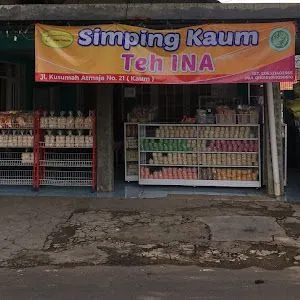 Simping Kaum
Teh INA
JL. Kusumah Atmaja No. 21 ( Kaum )